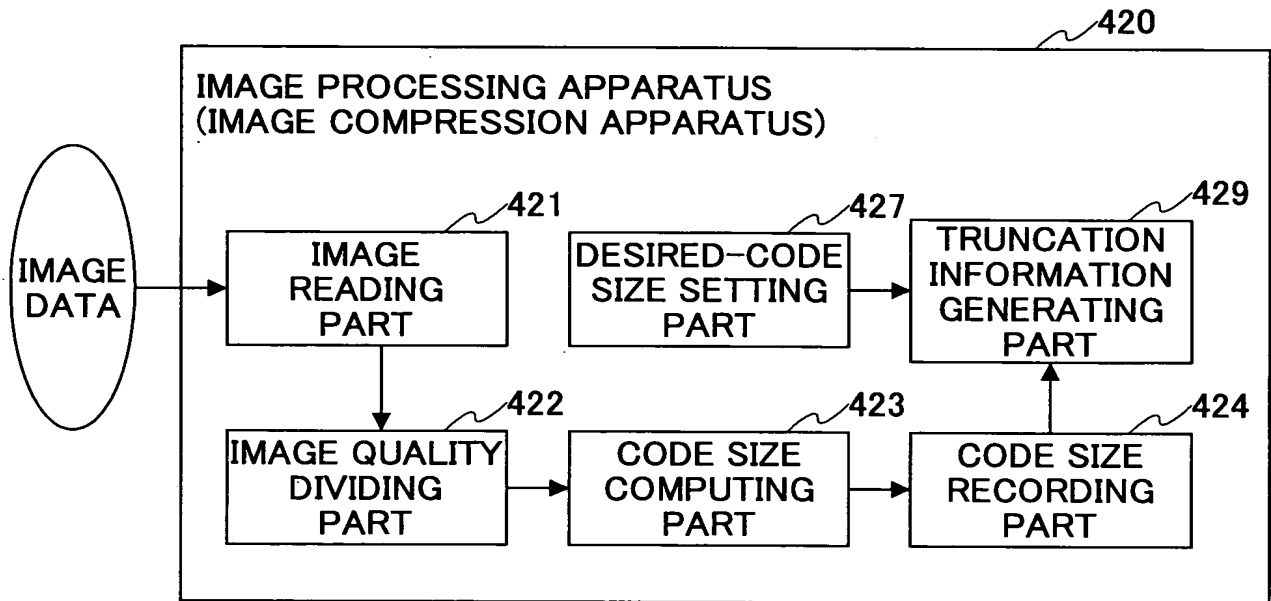 420
IMAGE PROCESSING APPARATUS
(IMAGE COMPRESSION APPARATUS)
IMAGE
DATA
421
IMAGE
READING
PART
427
DESIRED-CODE
SIZE SETTING
PART
429
TRUNCATION
INFORMATION
GENERATING
PART
422
IMAGE QUALITY
DIVIDING
PART
423
CODE SIZE
COMPUTING
PART
424
CODE SIZE
RECORDING
PART